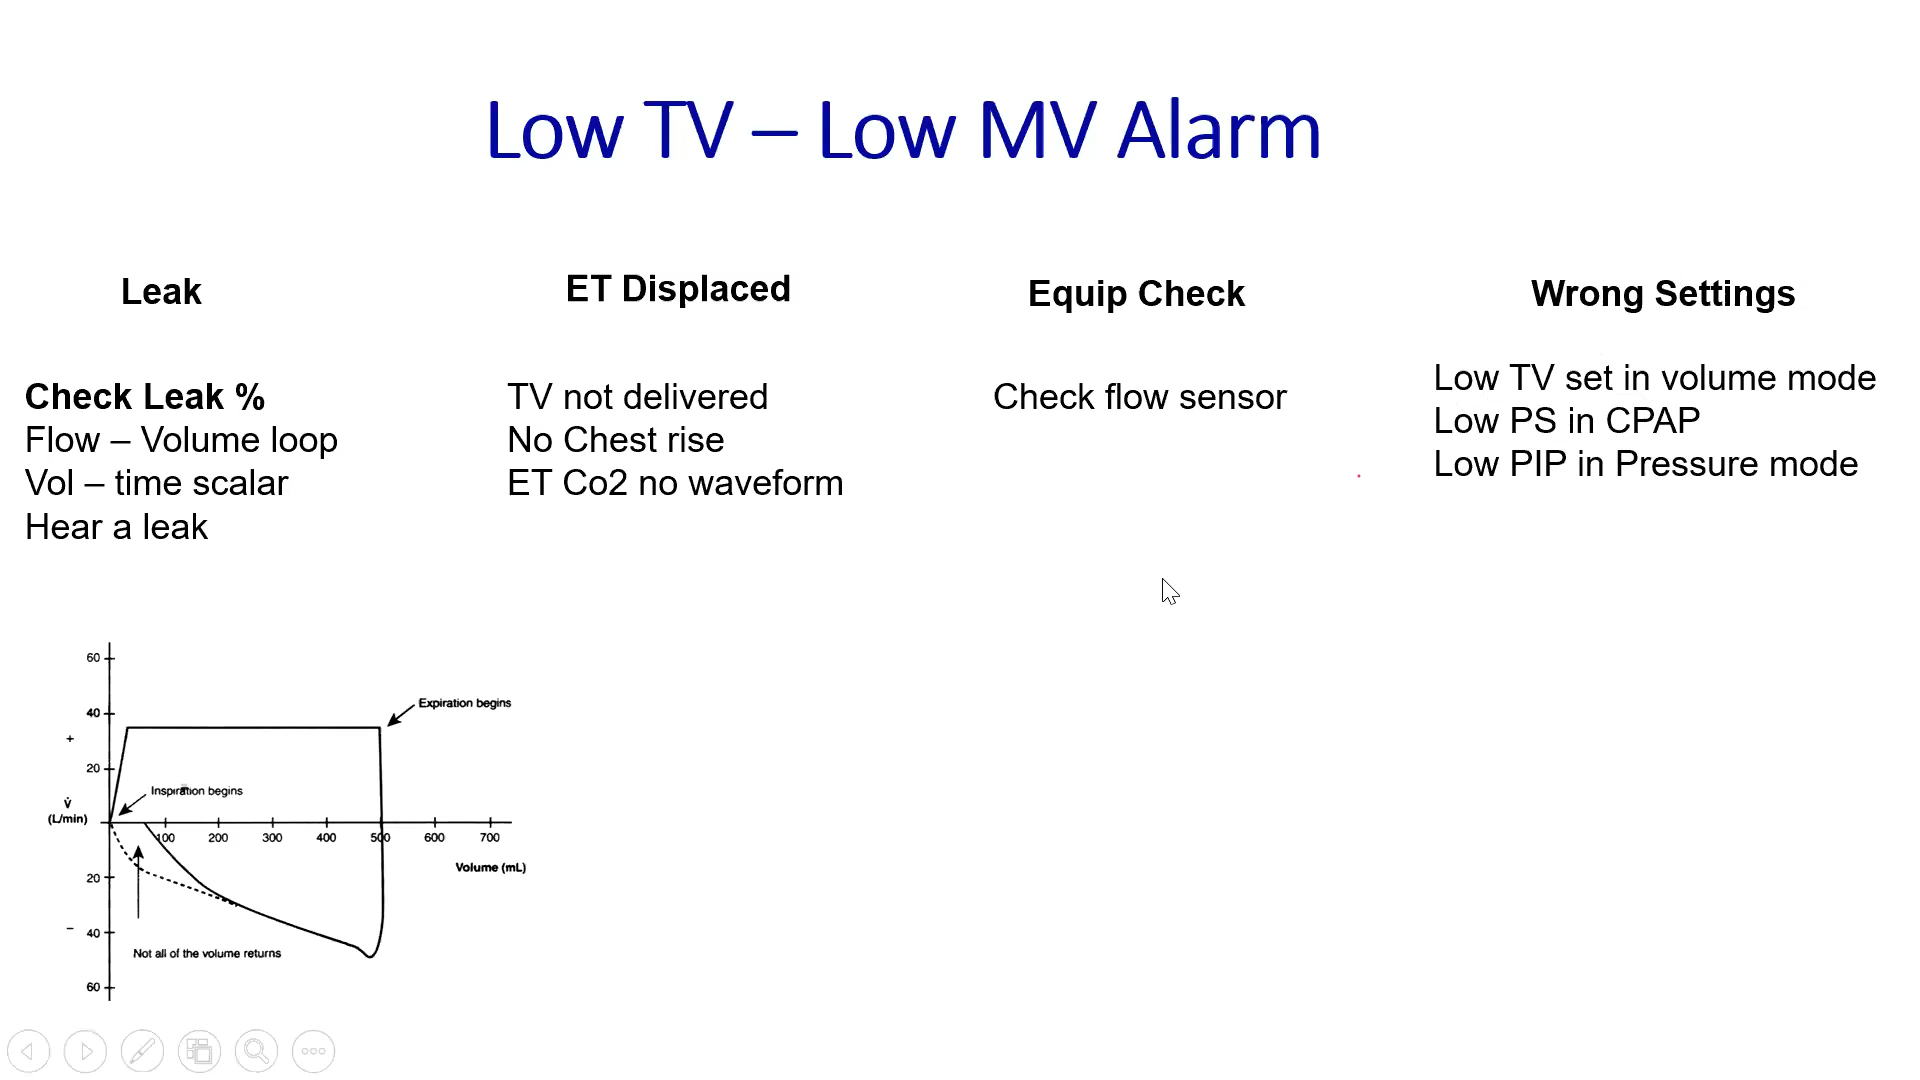 Low TV – Low MV Alarm
Leak
Check Leak %
Flow – Volume loop
Vol – time scalar
Hear a leak
ET Displaced
TV not delivered
No Chest rise
ET Co2 no waveform
Equip Check
Check flow sensor
Wrong Settings
Low TV set in volume mode
Low PS in CPAP
Low PIP in Pressure mode
60
40
+
20
V̇
(L/min)
20
– 40
60
Expiration begins
Inspiration begins
100 200 300 400 500 600 700
Volume (mL)
Not all of the volume returns